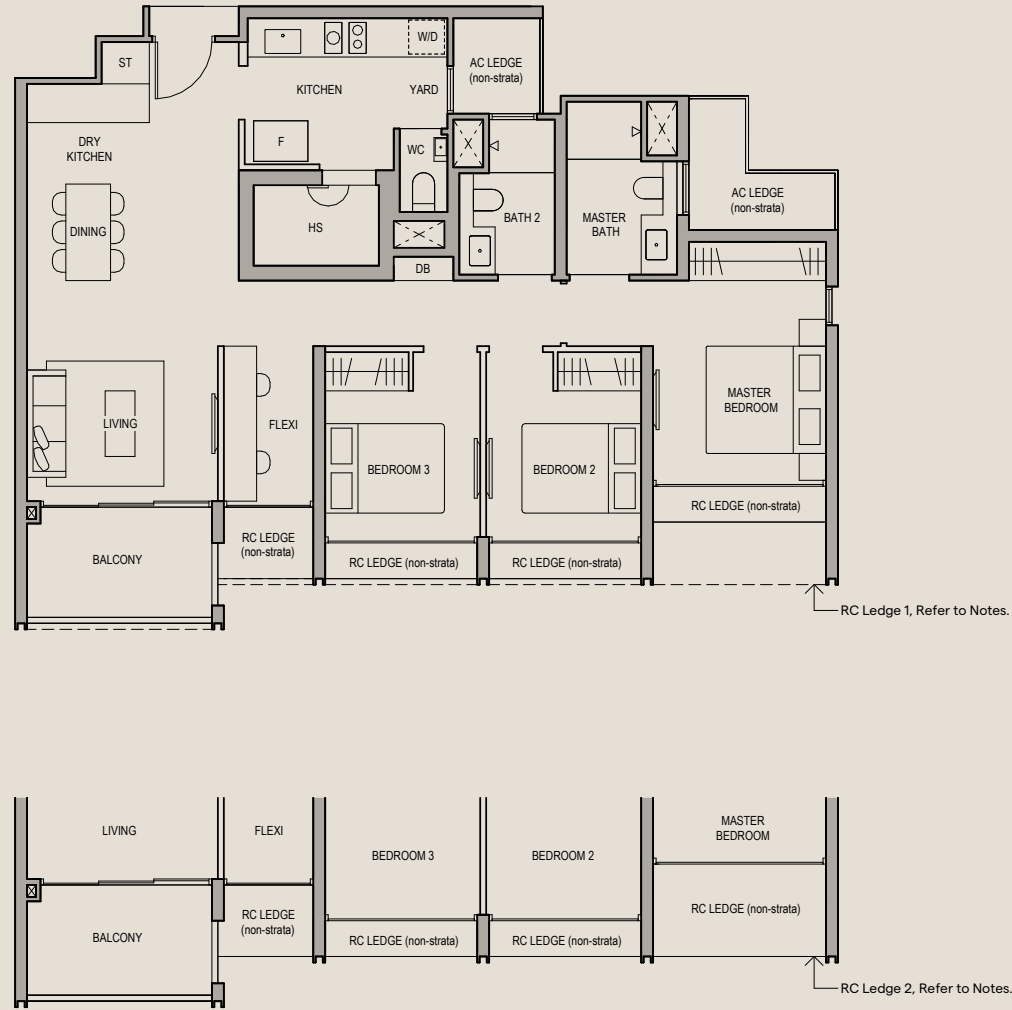 W/D
ST
AC LEDGE
(non-strata)
KITCHEN
YARD
DRY
KITCHEN
F
WC
BATH 2
MASTER
BATH
AC LEDGE
(non-strata)
DINING
HS
DB
MASTER
BEDROOM
LIVING
FLEXI
BEDROOM 3
BEDROOM 2
RC LEDGE (non-strata)
BALCONY
RC LEDGE
(non-strata)
RC LEDGE (non-strata)
RC LEDGE (non-strata)
RC Ledge 1, Refer to Notes.
LIVING
FLEXI
MASTER
BEDROOM
BEDROOM 3
BEDROOM 2
RC LEDGE (non-strata)
BALCONY
RC LEDGE
(non-strata)
RC LEDGE (non-strata)
RC LEDGE (non-strata)
RC Ledge 2, Refer to Notes.